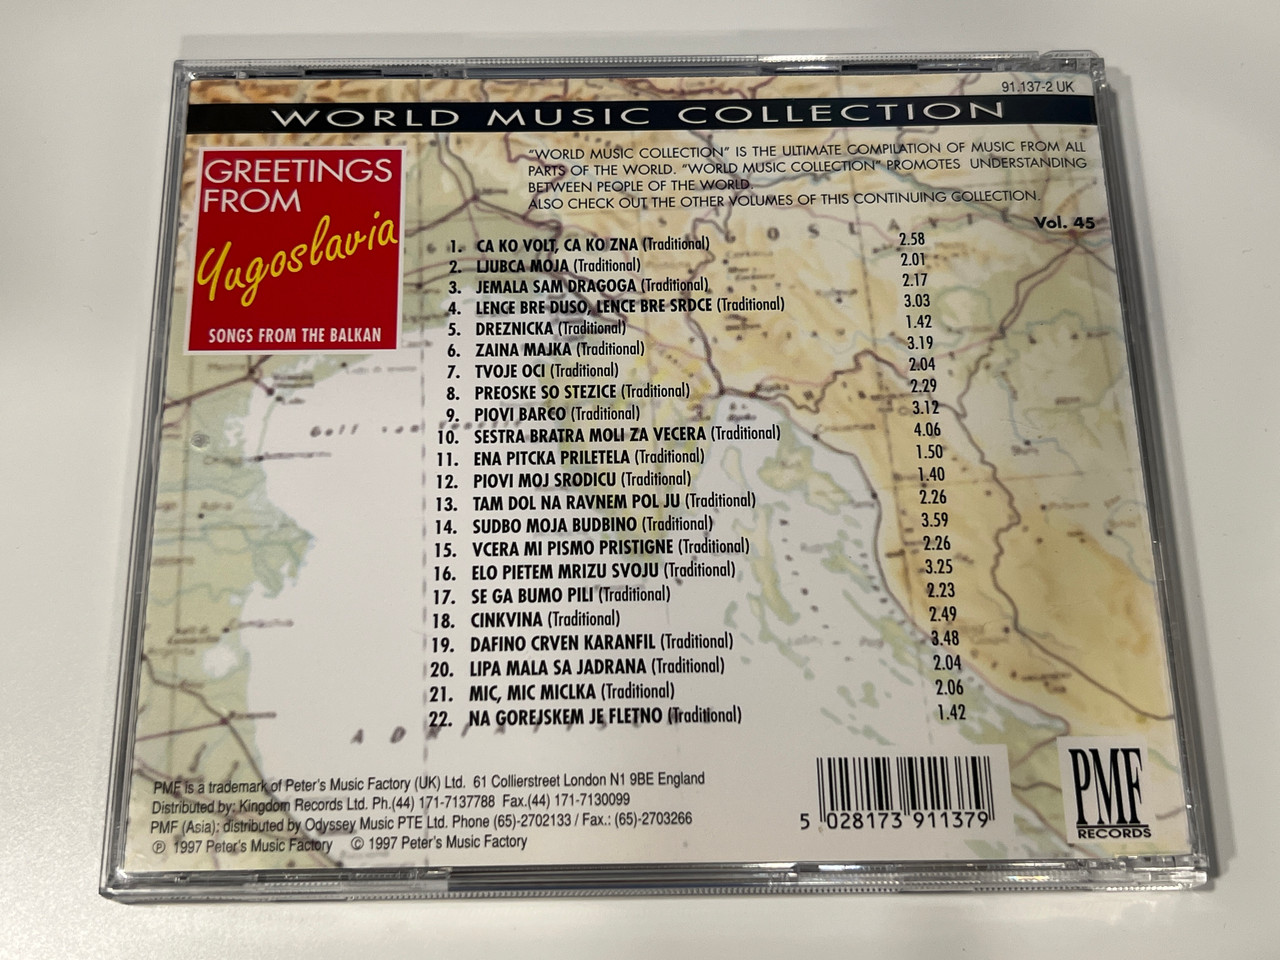 91.137-2 UK
WORLD MUSIC COLLECTION
GREETINGS
FROM
Yugoslavia
SONGS FROM THE BALKAN
"WORLD MUSIC COLLECTION" IS THE ULTIMATE COMPILATION OF MUSIC FROM ALL
PARTS OF THE WORLD. "WORLD MUSIC COLLECTION" PROMOTES UNDERSTANDING
BETWEEN PEOPLE OF THE WORLD.
ALSO CHECK OUT THE OTHER VOLUMES OF THIS CONTINUING COLLECTION.
Vol. 45
1. CA KO VOLT, CA KO ZNA (Traditional) 2.58
2. LJUBCA MOJA (Traditional) 2.01
3. JEMALA SAM DRAGOGA (Traditional) 2.17
4. LENCE BRE DUSO, LENCE BRE SRDCE (Traditional) 3.03
5. DREZNICKA (Traditional) 1.42
6. ZAINA MAJKA (Traditional) 3.19
7. TVOJE OCI (Traditional) 2.04
8. PREOSKE SO STEZICE (Traditional) 2.29
9. PIOVI BARCO (Traditional) 3.12
10. SESTRA BRATRA MOLI ZA VECERA (Traditional) 4.06
11. ENA PITCKA PRILETELA (Traditional) 1.50
12. PIOVI MOJ SRODICU (Traditional) 1.40
13. TAM DOL NA RAVNEM POL JU (Traditional) 2.26
14. SUDBO MOJA BUDBINO (Traditional) 3.59
15. VCERA MI PISMO PRISTIGNE (Traditional) 2.26
16. ELO PIETEM MRIZU SVOJU (Traditional) 3.25
17. SE GA BUMO PILI (Traditional) 2.23
18. CINKVINA (Traditional) 2.49
19. DAFINO CRVEN KARANFIL (Traditional) 3.48
20. LIPA MALA SA JADRANA (Traditional) 2.04
21. MIC, MIC MICLKA (Traditional) 2.06
22. NA GOREJSKEM JE FLETNO (Traditional) 1.42
PMF is a trademark of Peter's Music Factory (UK) Ltd. 61 Collierstreet London N1 9BE England
Distributed by: Kingdom Records Ltd. Ph.(44) 171-7137788 Fax.(44) 171-7130099
PMF (Asia): distributed by Odyssey Music PTE Ltd. Phone (65)-2702133 / Fax.: (65)-2703266
℗ 1997 Peter's Music Factory © 1997 Peter's Music Factory
5 028173 911379
PMF
RECORDS